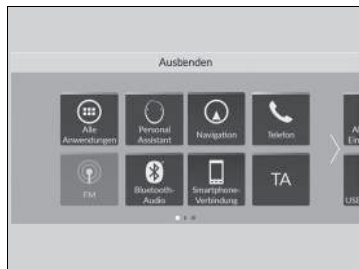 Ausbenden
Alle
Anwendungen
Personal
Assistant
Navigation
Telefon
FM
Bluetooth-
Audio
Smartphone-
Verbindung
TA